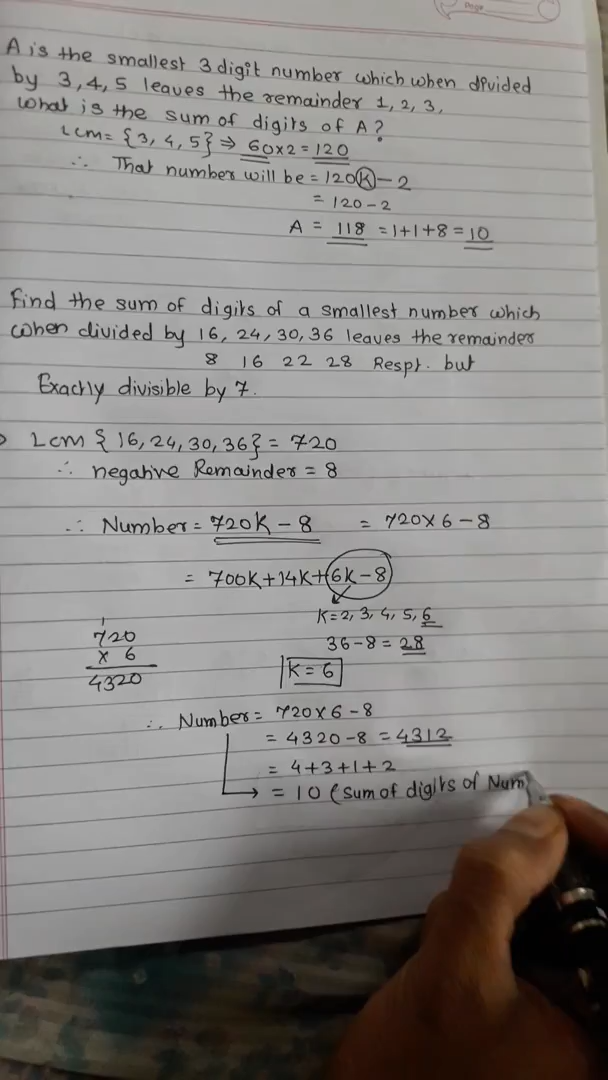 Page
A is the smallest 3 digit number which when divided
by 3, 4, 5 leaves the remainder 1, 2, 3,
what is the sum of digits of A?
Lcm = {3, 4, 5} ⇒ 60×2 = 120
∴ That number will be = 120K - 2
= 120 - 2
A = 118 = 1+1+8 = 10
Find the sum of digits of a smallest number which
when divided by 16, 24, 30, 36 leaves the remainder
8 16 22 28 Respt. but
Exactly divisible by 7.
Lcm {16, 24, 30, 36} = 720
∴ negative Remainder = 8
∴ Number = 720K - 8 = 720×6 - 8
= 700K + 14K + 6K - 8
K = 2, 3, 4, 5, 6
36 - 8 = 28
K = 6
1
720
× 6
4320
∴ Number = 720×6 - 8
= 4320 - 8 = 4312
= 4+3+1+2
= 10 (sum of digits of Num